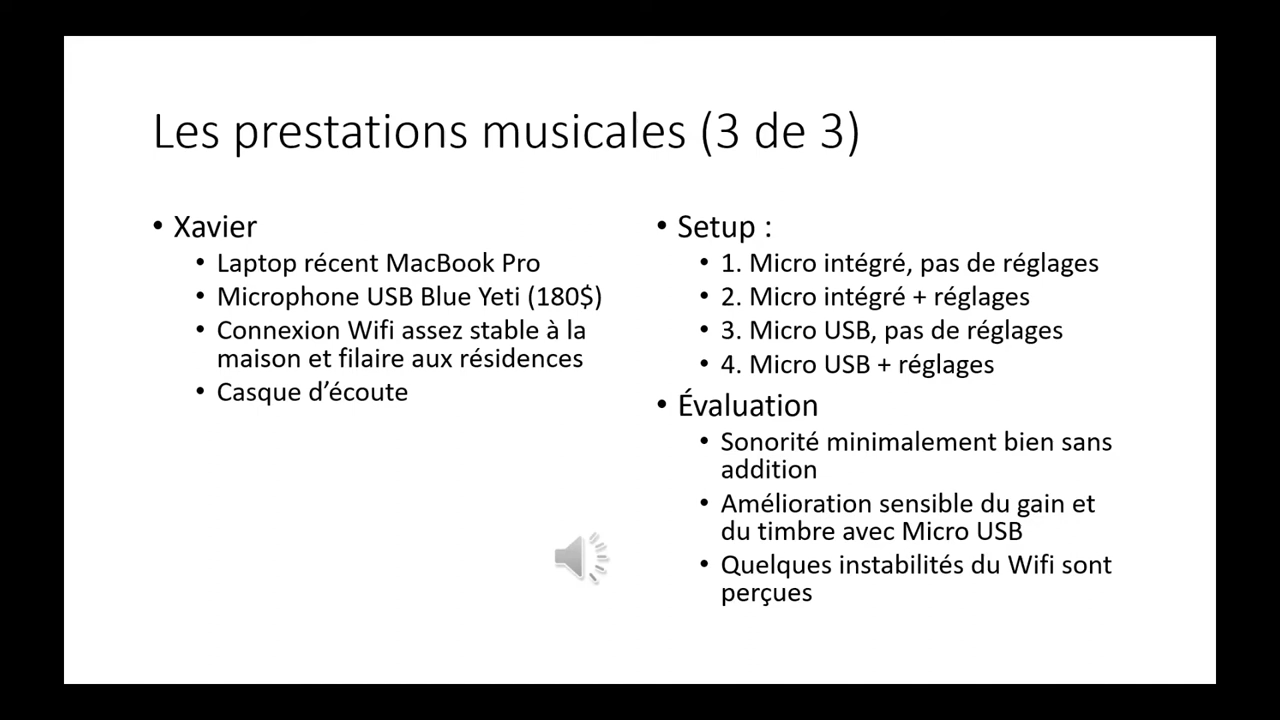 Les prestations musicales (3 de 3)
• Xavier
• Laptop récent MacBook Pro
• Microphone USB Blue Yeti (180$)
• Connexion Wifi assez stable à la
maison et filaire aux résidences
• Casque d’écoute
• Setup :
• 1. Micro intégré, pas de réglages
• 2. Micro intégré + réglages
• 3. Micro USB, pas de réglages
• 4. Micro USB + réglages
• Évaluation
• Sonorité minimalement bien sans
addition
• Amélioration sensible du gain et
du timbre avec Micro USB
• Quelques instabilités du Wifi sont
perçues